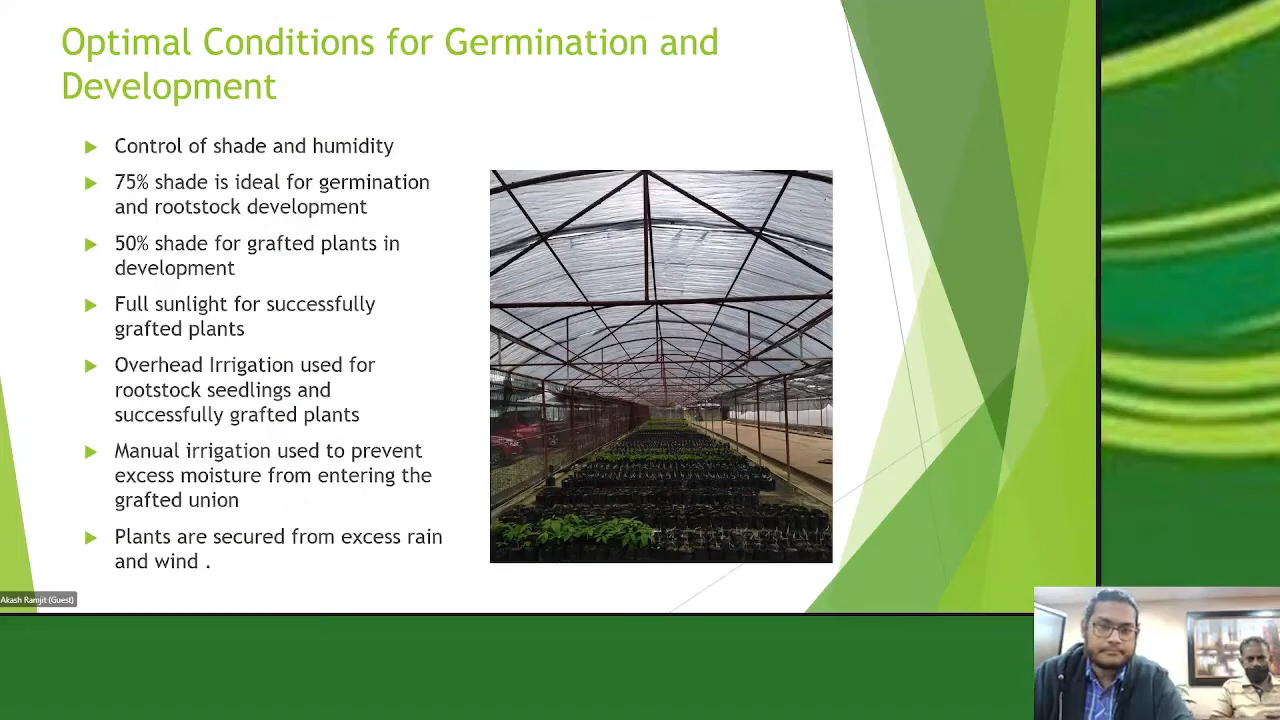 Optimal Conditions for Germination and
Development
Control of shade and humidity
75% shade is ideal for germination
and rootstock development
50% shade for grafted plants in
development
Full sunlight for successfully
grafted plants
Overhead Irrigation used for
rootstock seedlings and
successfully grafted plants
Manual irrigation used to prevent
excess moisture from entering the
grafted union
Plants are secured from excess rain
and wind .
Akash Ramjit (Guest)